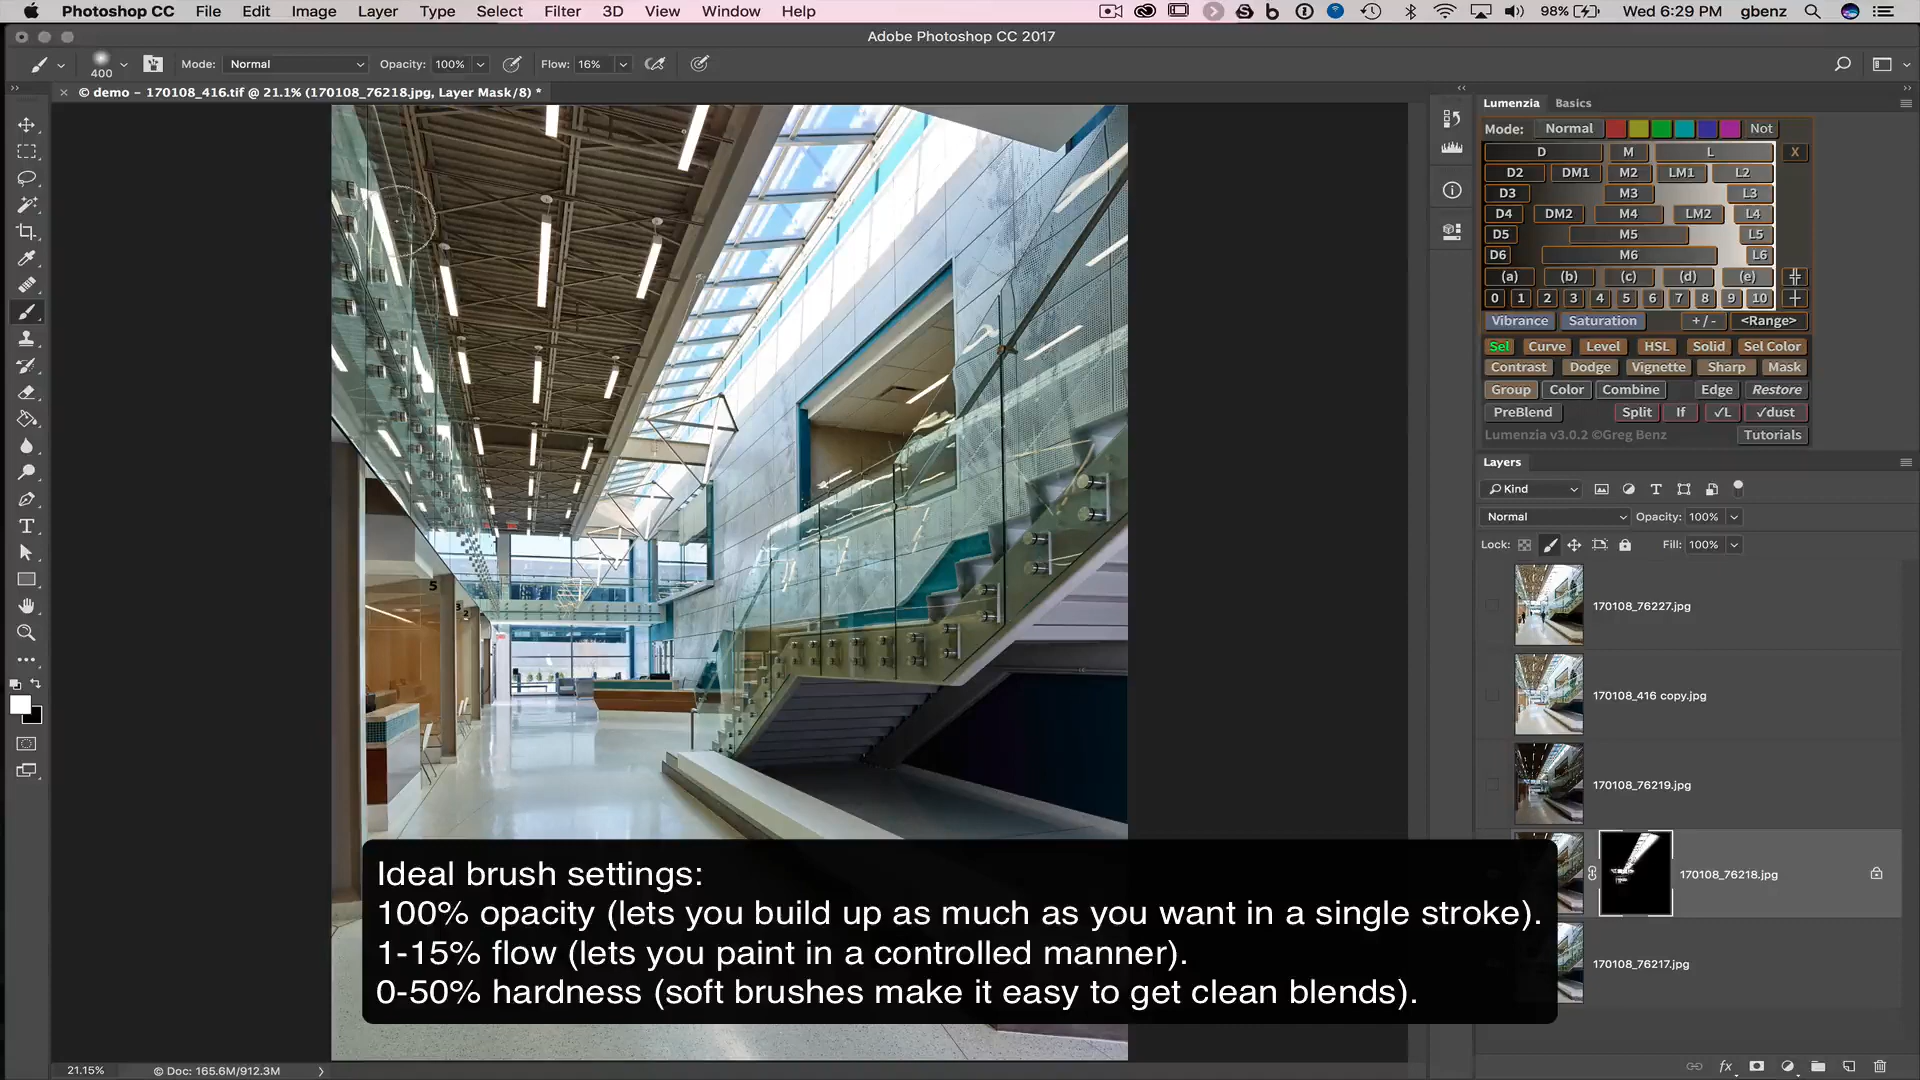 Photoshop CC File Edit Image Layer Type Select Filter 3D View Window Help 98% Wed 6:29 PM gbenz
Adobe Photoshop CC 2017
400 Mode: Normal Opacity: 100% Flow: 16%
© demo - 170108_416.tif @ 21.1% (170108_76218.jpg, Layer Mask/8) *
Lumenzia Basics
Mode: Normal Not
D M L X
D2 DM1 M2 LM1 L2
D3 M3 L3
D4 DM2 M4 LM2 L4
D5 M5 L5
D6 M6 L6
(a) (b) (c) (d) (e)
0 1 2 3 4 5 6 7 8 9 10
Vibrance Saturation +/- <Range>
Sel Curve Level HSL Solid Sel Color
Contrast Dodge Vignette Sharp Mask
Group Color Combine Edge Restore
PreBlend Split If √L √dust
Lumenzia v3.0.2 ©Greg Benz Tutorials
Layers
Kind
Normal Opacity: 100%
Lock: Fill: 100%
170108_76227.jpg
170108_416 copy.jpg
170108_76219.jpg
170108_76218.jpg
170108_76217.jpg
5
3
2
Ideal brush settings:
100% opacity (lets you build up as much as you want in a single stroke).
1-15% flow (lets you paint in a controlled manner).
0-50% hardness (soft brushes make it easy to get clean blends).
21.15% © Doc: 165.6M/912.3M